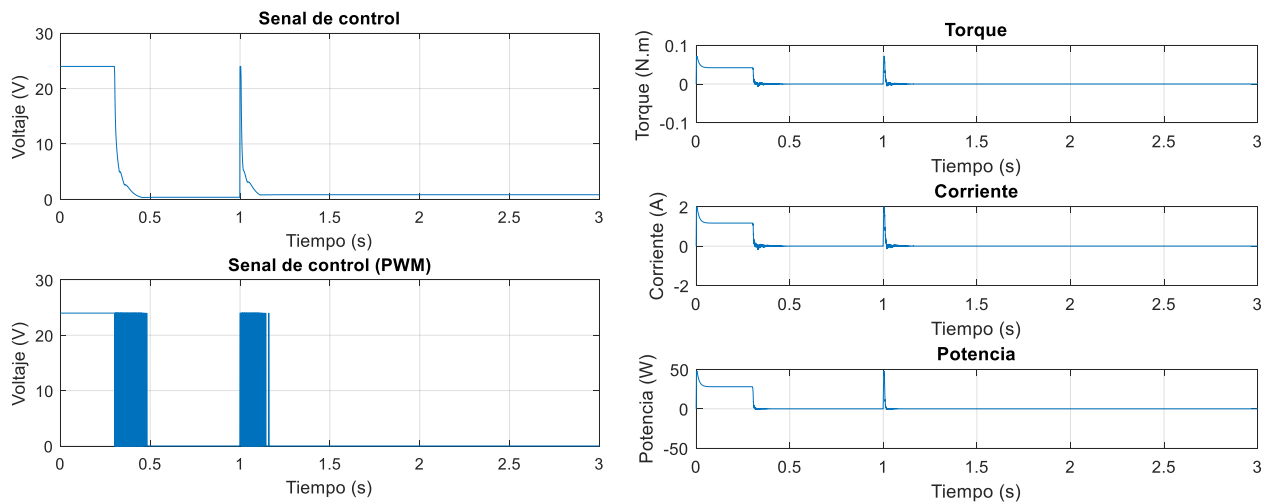 Senal de control
30
20
10
0
Voltaje (V)
0 0.5 1 1.5 2 2.5 3
Tiempo (s)
Senal de control (PWM)
30
20
10
0
Voltaje (V)
0 0.5 1 1.5 2 2.5 3
Tiempo (s)
Torque
0.1
0
-0.1
Torque (N.m)
0 0.5 1 1.5 2 2.5 3
Tiempo (s)
Corriente
2
0
-2
Corriente (A)
0 0.5 1 1.5 2 2.5 3
Tiempo (s)
Potencia
50
0
-50
Potencia (W)
0 0.5 1 1.5 2 2.5 3
Tiempo (s)